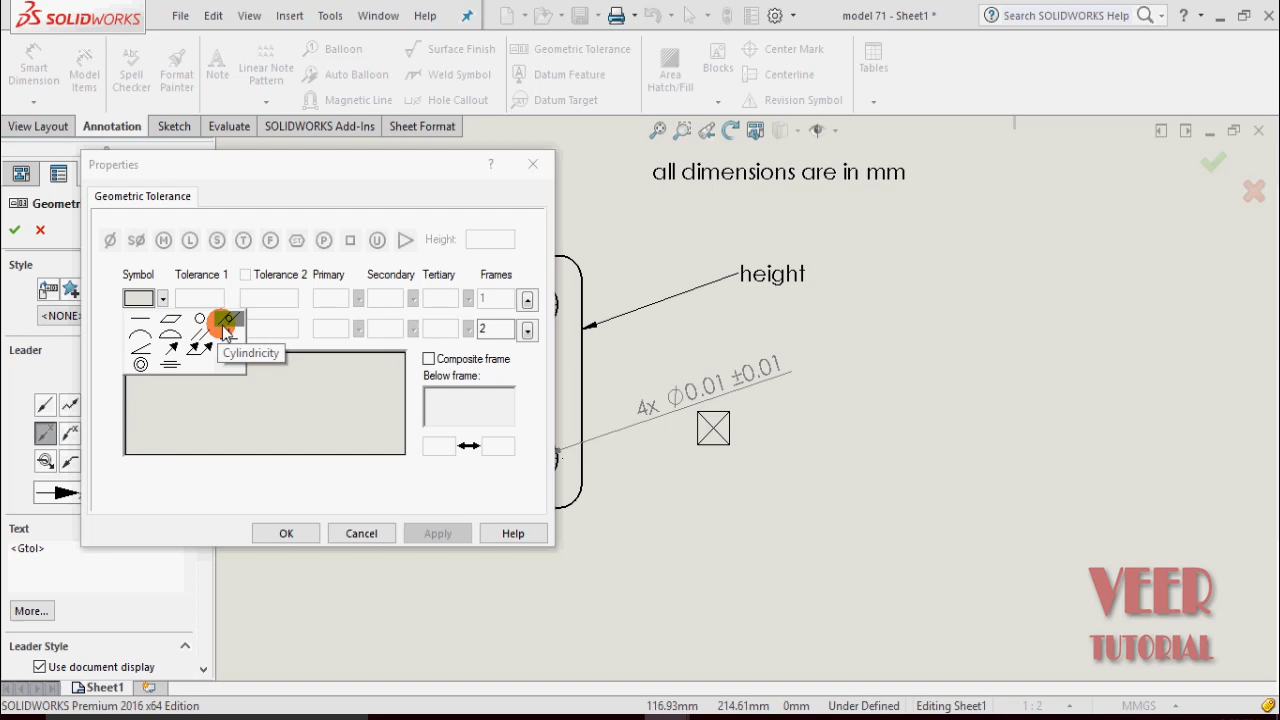 SOLIDWORKS
File Edit View Insert Tools Window Help
model 71 - Sheet1 *
Search SOLIDWORKS Help
?
Smart Dimension
Model Items
Spell Checker
Format Painter
Note
Linear Note Pattern
Balloon
Auto Balloon
Magnetic Line
Surface Finish
Weld Symbol
Hole Callout
Geometric Tolerance
Datum Feature
Datum Target
Area Hatch/Fill
Blocks
Center Mark
Centerline
Revision Symbol
Tables
View Layout Annotation Sketch Evaluate SOLIDWORKS Add-Ins Sheet Format
Properties
?
Geometric Tolerance
Geomet
Ø SØ M L S T F ST P U
Height:
Style
<NONE>
Symbol Tolerance 1 Tolerance 2 Primary Secondary Tertiary Frames
1
2
Cylindricity
Composite frame
Below frame:
Leader
OK Cancel Apply Help
Text
<Gtol>
More...
Leader Style
Use document display
all dimensions are in mm
height
4x Ø0.01 ±0.01
VEER
TUTORIAL
Sheet1
SOLIDWORKS Premium 2016 x64 Edition
116.93mm 214.61mm 0mm Under Defined Editing Sheet1 1 : 2 MMGS